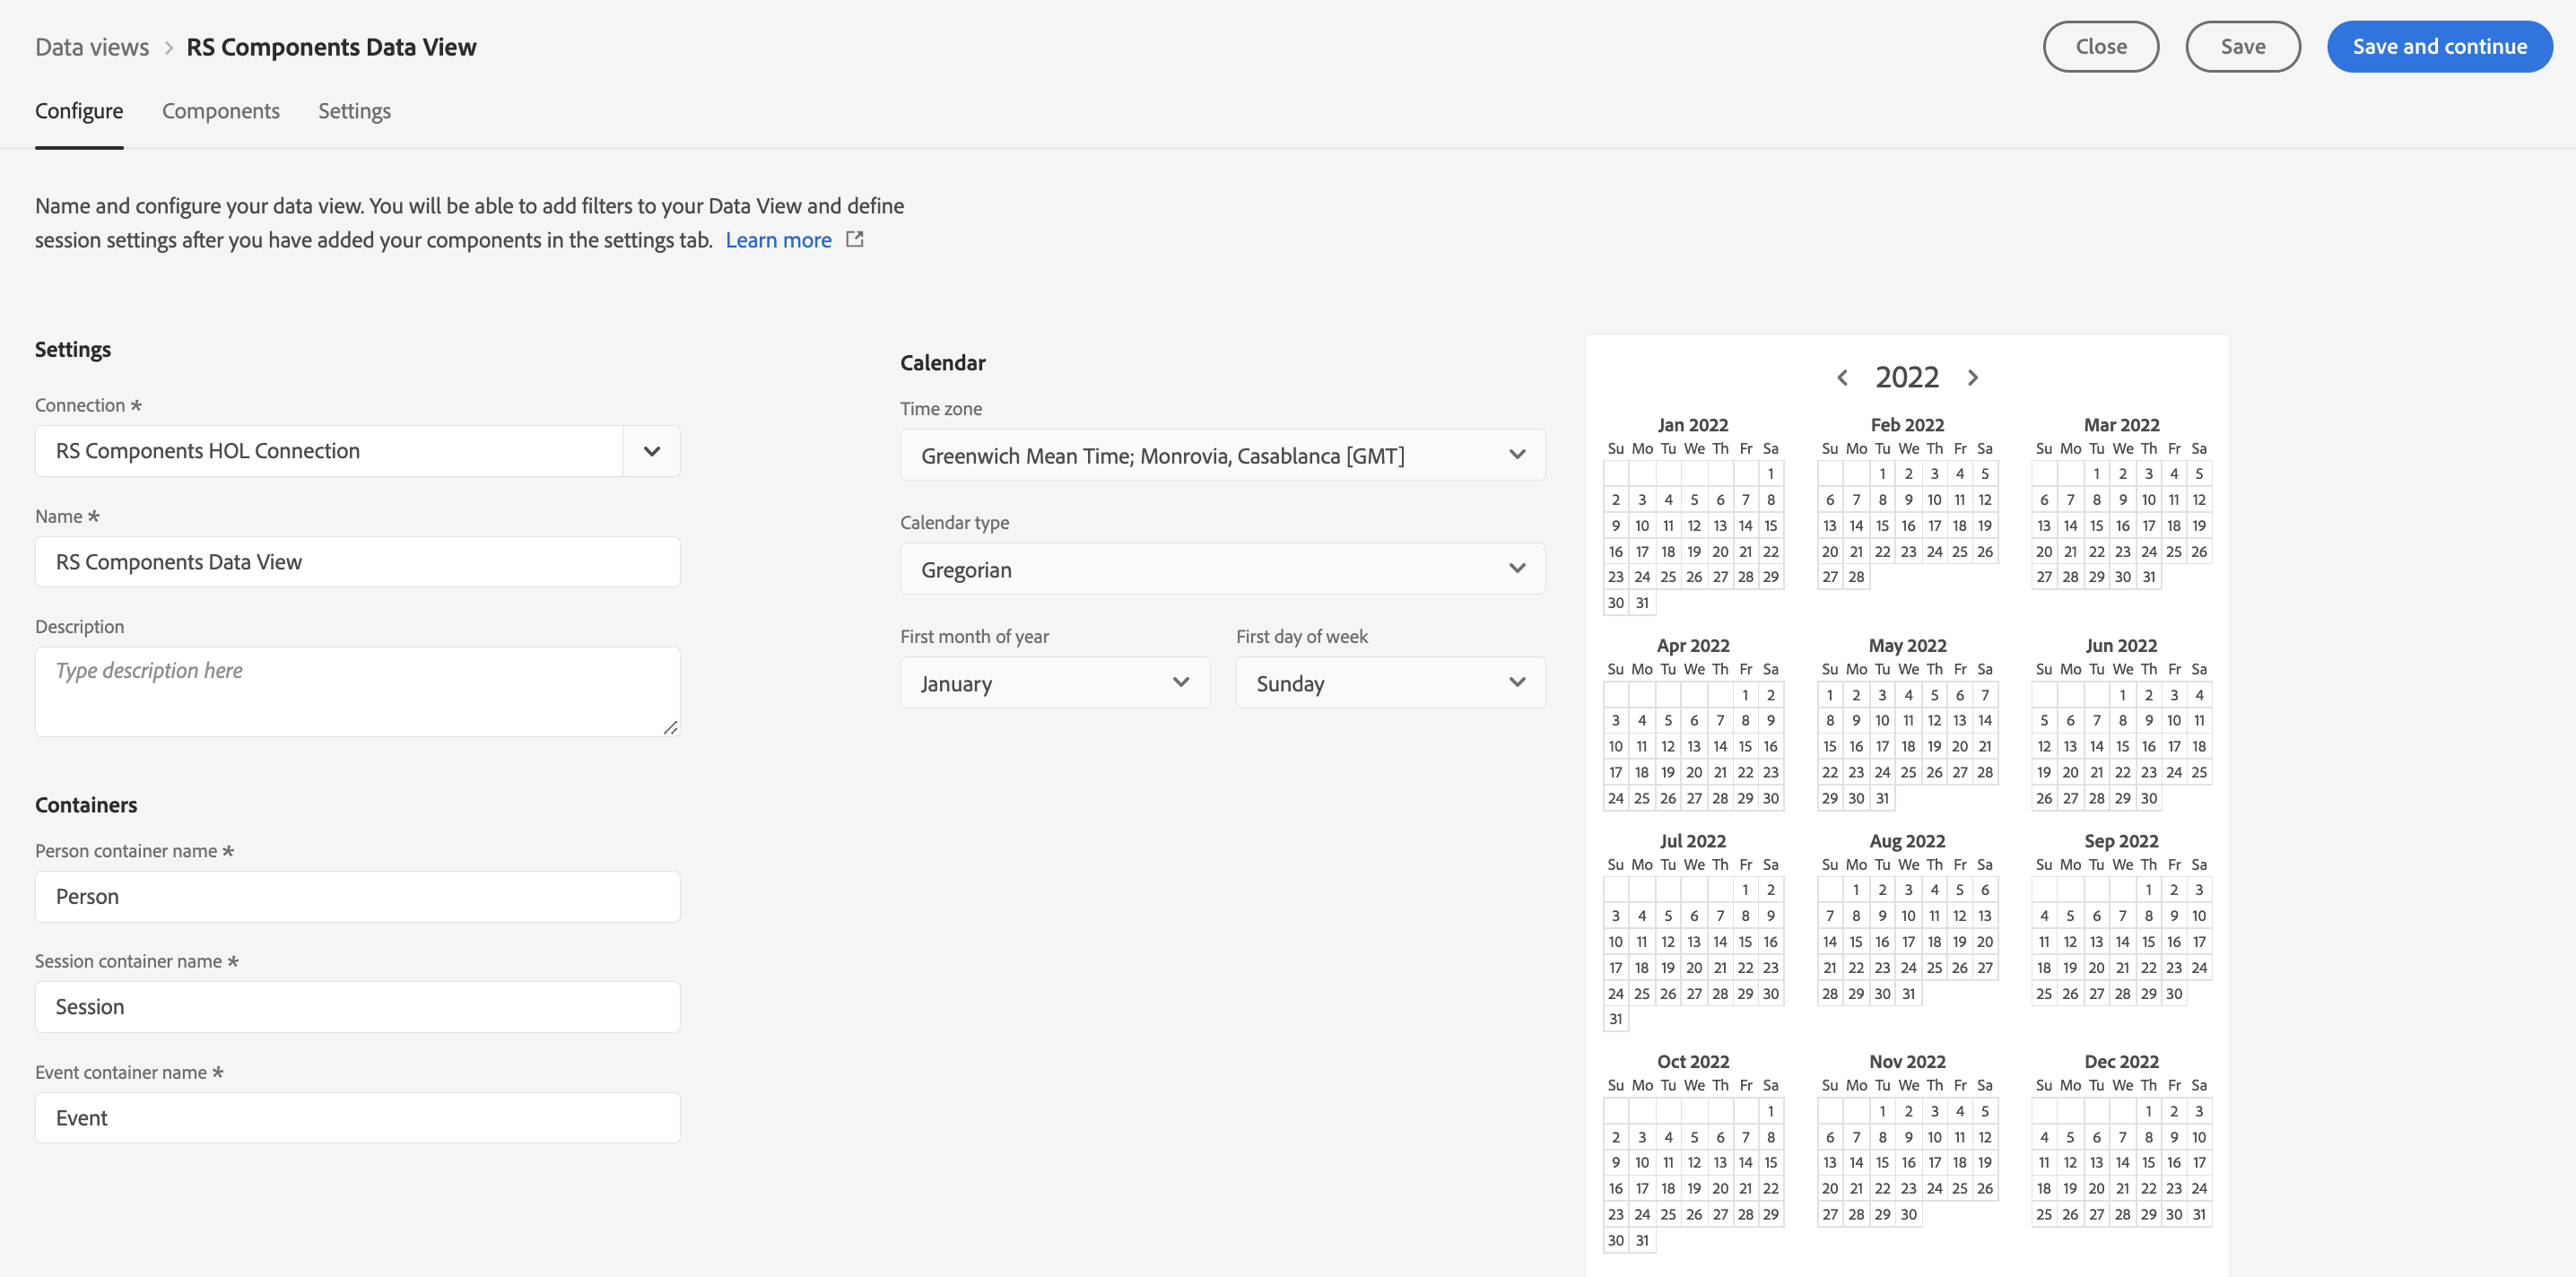 Data views > RS Components Data View
Close
Save
Save and continue
Configure
Components
Settings
Name and configure your data view. You will be able to add filters to your Data View and define
session settings after you have added your components in the settings tab. Learn more
Settings
Connection *
RS Components HOL Connection
Name *
RS Components Data View
Description
Type description here
Containers
Person container name *
Person
Session container name *
Session
Event container name *
Event
Calendar
Time zone
Greenwich Mean Time; Monrovia, Casablanca [GMT]
Calendar type
Gregorian
First month of year
January
First day of week
Sunday
< 2022 >
Jan 2022
Su Mo Tu We Th Fr Sa
1
2 3 4 5 6 7 8
9 10 11 12 13 14 15
16 17 18 19 20 21 22
23 24 25 26 27 28 29
30 31
Feb 2022
Su Mo Tu We Th Fr Sa
1 2 3 4 5
6 7 8 9 10 11 12
13 14 15 16 17 18 19
20 21 22 23 24 25 26
27 28
Mar 2022
Su Mo Tu We Th Fr Sa
1 2 3 4 5
6 7 8 9 10 11 12
13 14 15 16 17 18 19
20 21 22 23 24 25 26
27 28 29 30 31
Apr 2022
Su Mo Tu We Th Fr Sa
1 2
3 4 5 6 7 8 9
10 11 12 13 14 15 16
17 18 19 20 21 22 23
24 25 26 27 28 29 30
May 2022
Su Mo Tu We Th Fr Sa
1 2 3 4 5 6 7
8 9 10 11 12 13 14
15 16 17 18 19 20 21
22 23 24 25 26 27 28
29 30 31
Jun 2022
Su Mo Tu We Th Fr Sa
1 2 3 4
5 6 7 8 9 10 11
12 13 14 15 16 17 18
19 20 21 22 23 24 25
26 27 28 29 30
Jul 2022
Su Mo Tu We Th Fr Sa
1 2
3 4 5 6 7 8 9
10 11 12 13 14 15 16
17 18 19 20 21 22 23
24 25 26 27 28 29 30
31
Aug 2022
Su Mo Tu We Th Fr Sa
1 2 3 4 5 6
7 8 9 10 11 12 13
14 15 16 17 18 19 20
21 22 23 24 25 26 27
28 29 30 31
Sep 2022
Su Mo Tu We Th Fr Sa
1 2 3
4 5 6 7 8 9 10
11 12 13 14 15 16 17
18 19 20 21 22 23 24
25 26 27 28 29 30
Oct 2022
Su Mo Tu We Th Fr Sa
1
2 3 4 5 6 7 8
9 10 11 12 13 14 15
16 17 18 19 20 21 22
23 24 25 26 27 28 29
30 31
Nov 2022
Su Mo Tu We Th Fr Sa
1 2 3 4 5
6 7 8 9 10 11 12
13 14 15 16 17 18 19
20 21 22 23 24 25 26
27 28 29 30
Dec 2022
Su Mo Tu We Th Fr Sa
1 2 3
4 5 6 7 8 9 10
11 12 13 14 15 16 17
18 19 20 21 22 23 24
25 26 27 28 29 30 31